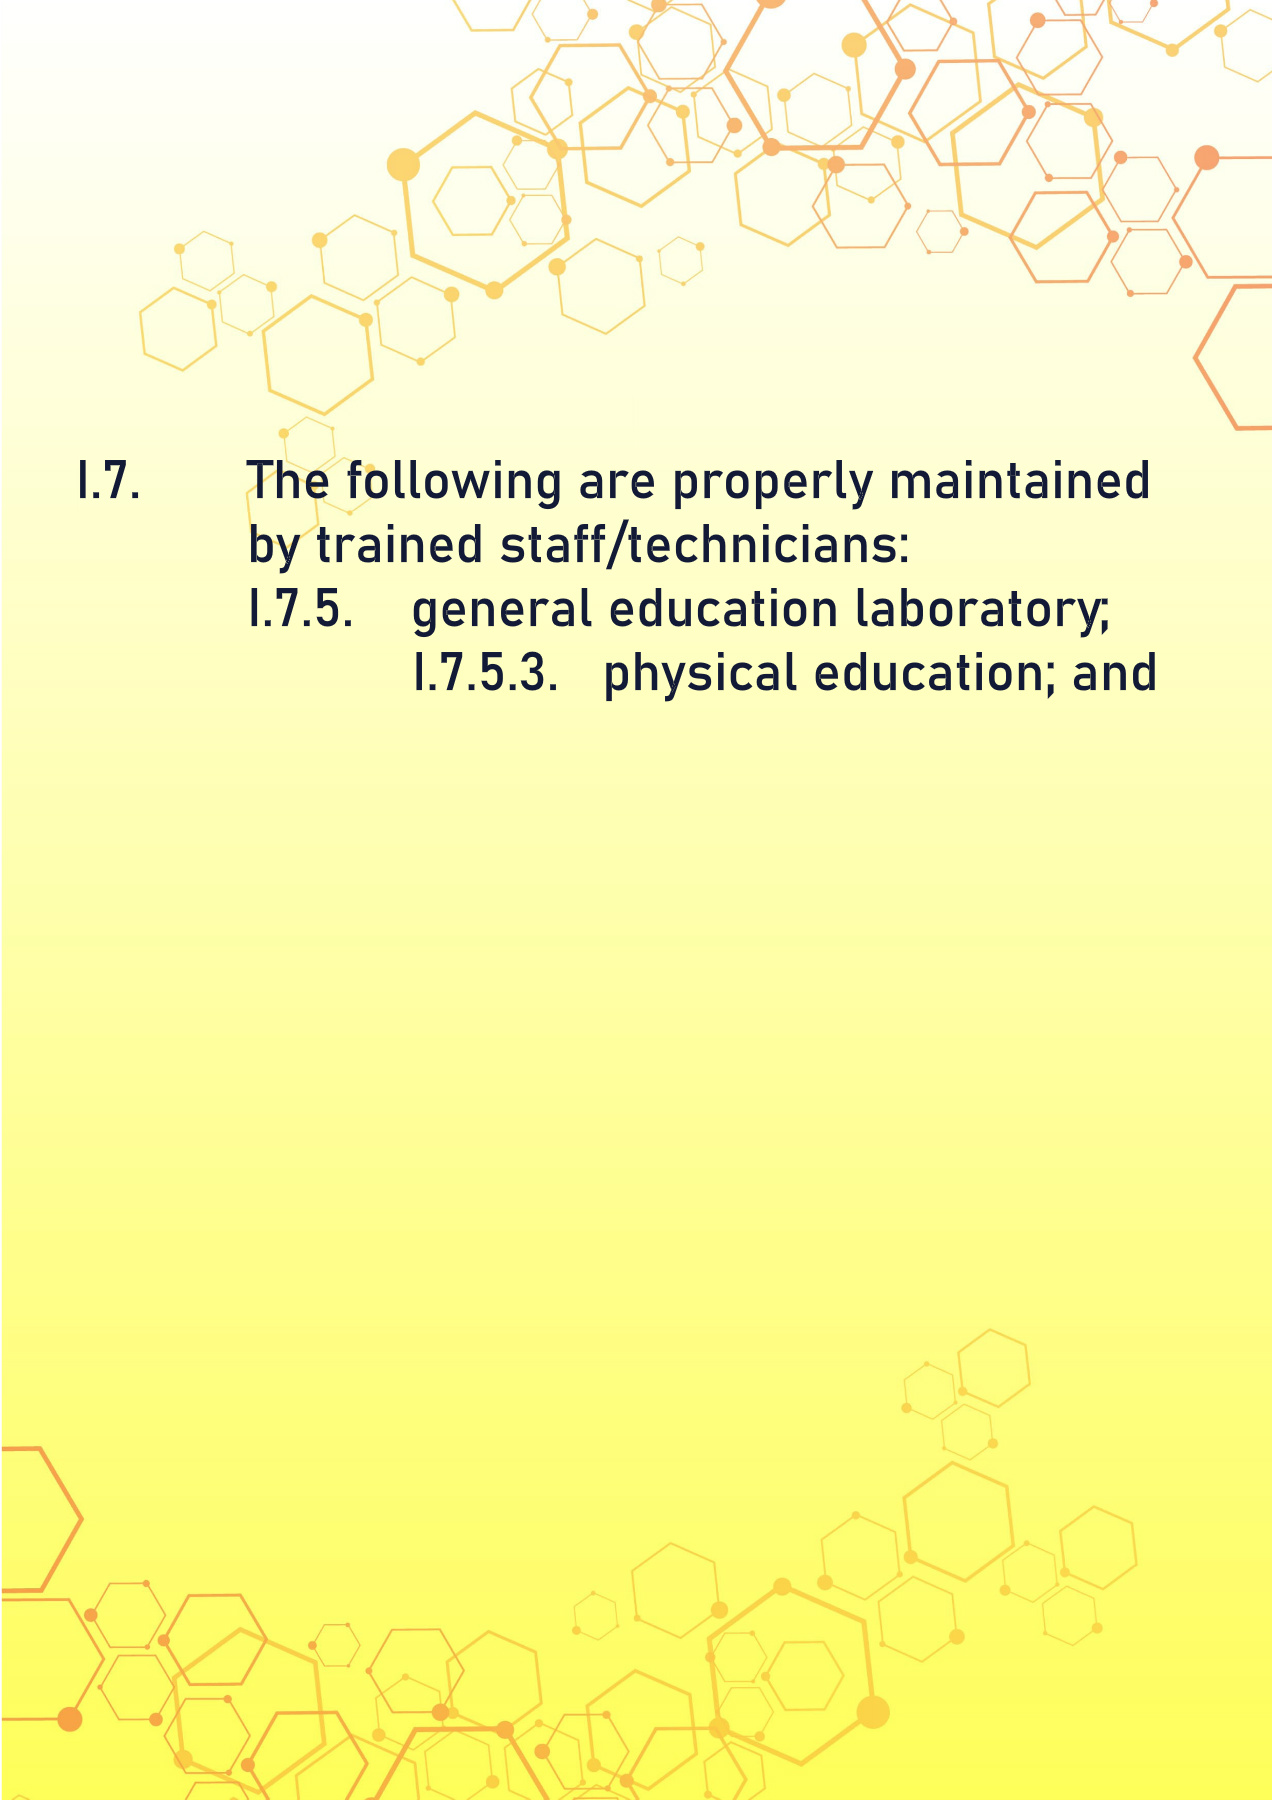 I.7. The following are properly maintained
by trained staff/technicians:
I.7.5. general education laboratory;
I.7.5.3. physical education; and